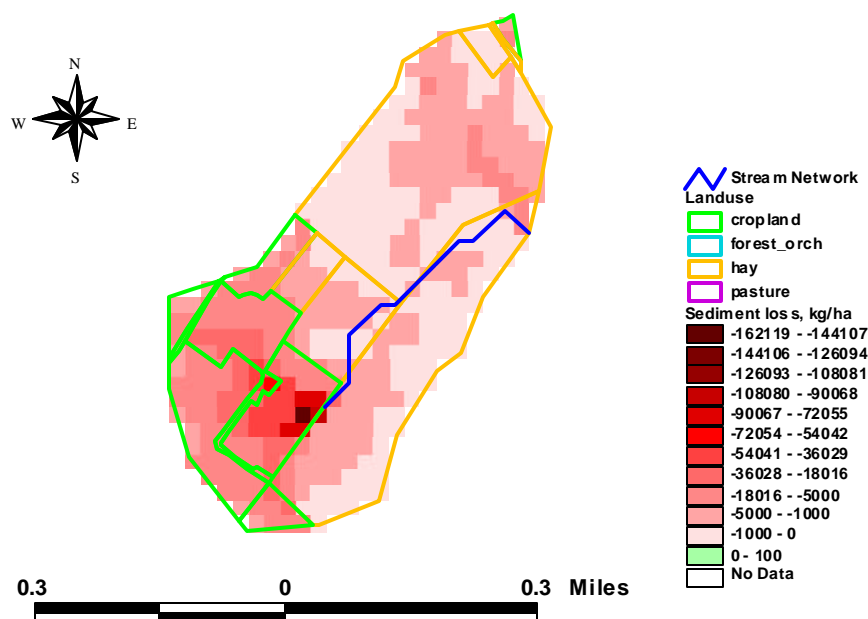 N
W E
S
Stream Network
Landuse
cropland
forest_orch
hay
pasture
Sediment loss, kg/ha
-162119 - -144107
-144106 - -126094
-126093 - -108081
-108080 - -90068
-90067 - -72055
-72054 - -54042
-54041 - -36029
-36028 - -18016
-18016 - -5000
-5000 - -1000
-1000 - 0
0 - 100
No Data
0.3 0 0.3 Miles